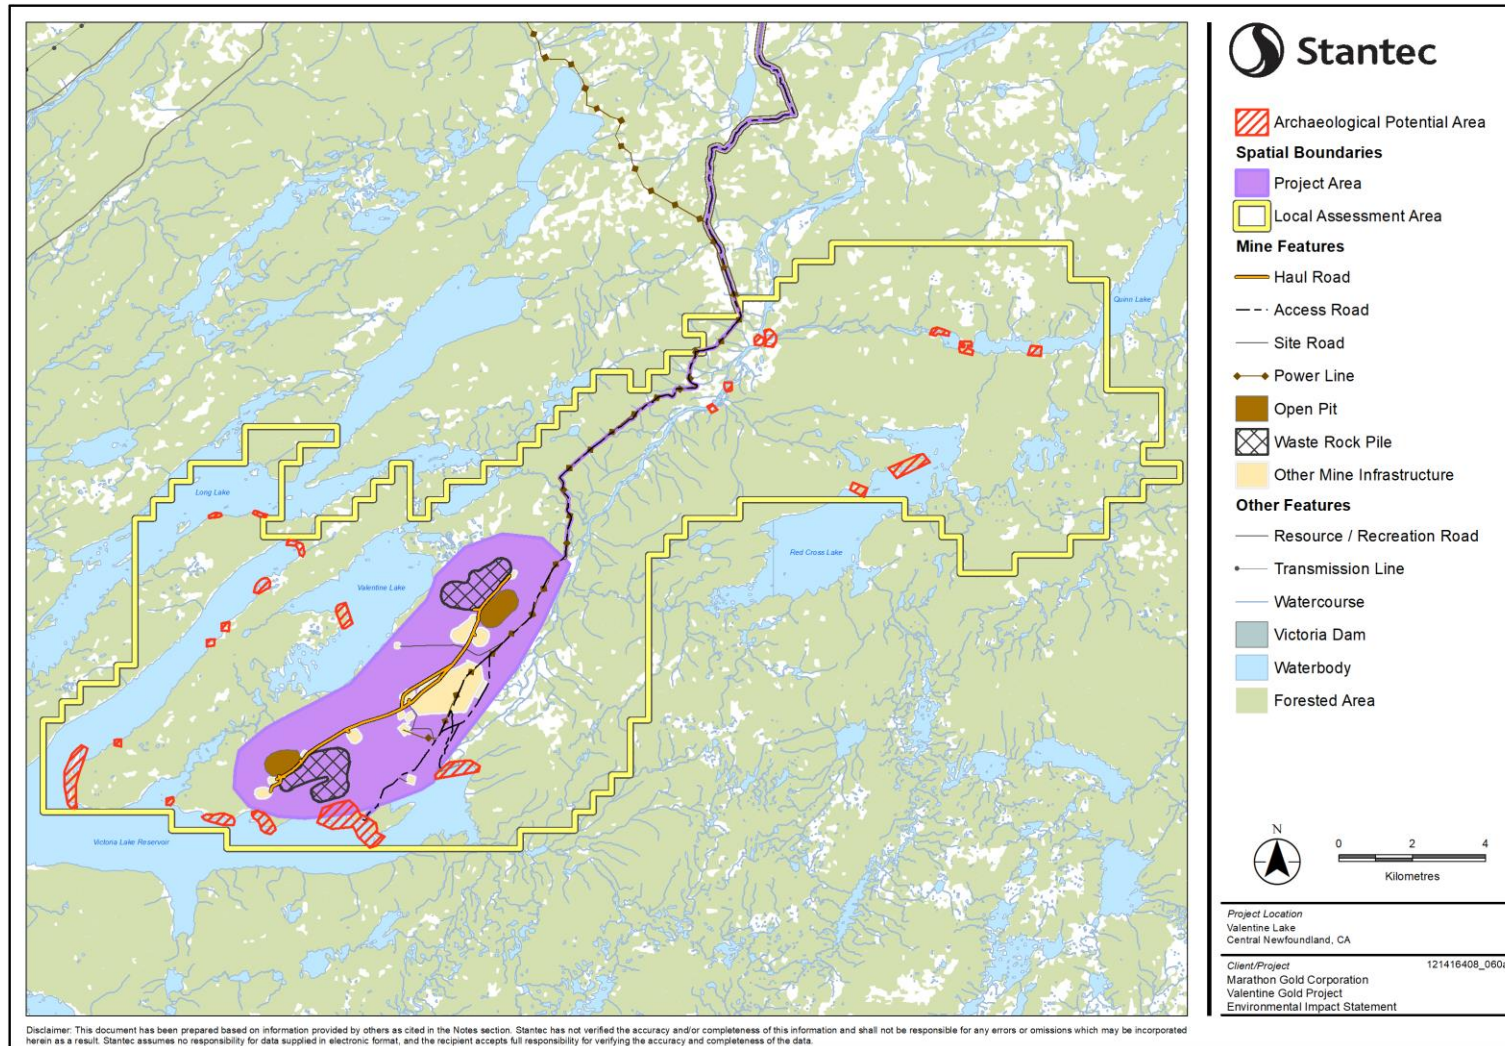 Stantec
Archaeological Potential Area
Spatial Boundaries
Project Area
Local Assessment Area
Mine Features
Haul Road
Access Road
Site Road
Power Line
Open Pit
Waste Rock Pile
Other Mine Infrastructure
Other Features
Resource / Recreation Road
Transmission Line
Watercourse
Victoria Dam
Waterbody
Forested Area
Quinn Lake
Long Lake
Red Cross Lake
Valentine Lake
Victoria Lake Reservoir
N
0 2 4
Kilometres
Project Location
Valentine Lake
Central Newfoundland, CA
Client/Project 121416408_060a
Marathon Gold Corporation
Valentine Gold Project
Environmental Impact Statement
Disclaimer: This document has been prepared based on information provided by others as cited in the Notes section. Stantec has not verified the accuracy and/or completeness of this information and shall not be responsible for any errors or omissions which may be incorporated
herein as a result. Stantec assumes no responsibility for data supplied in electronic format, and the recipient accepts full responsibility for verifying the accuracy and completeness of the data.